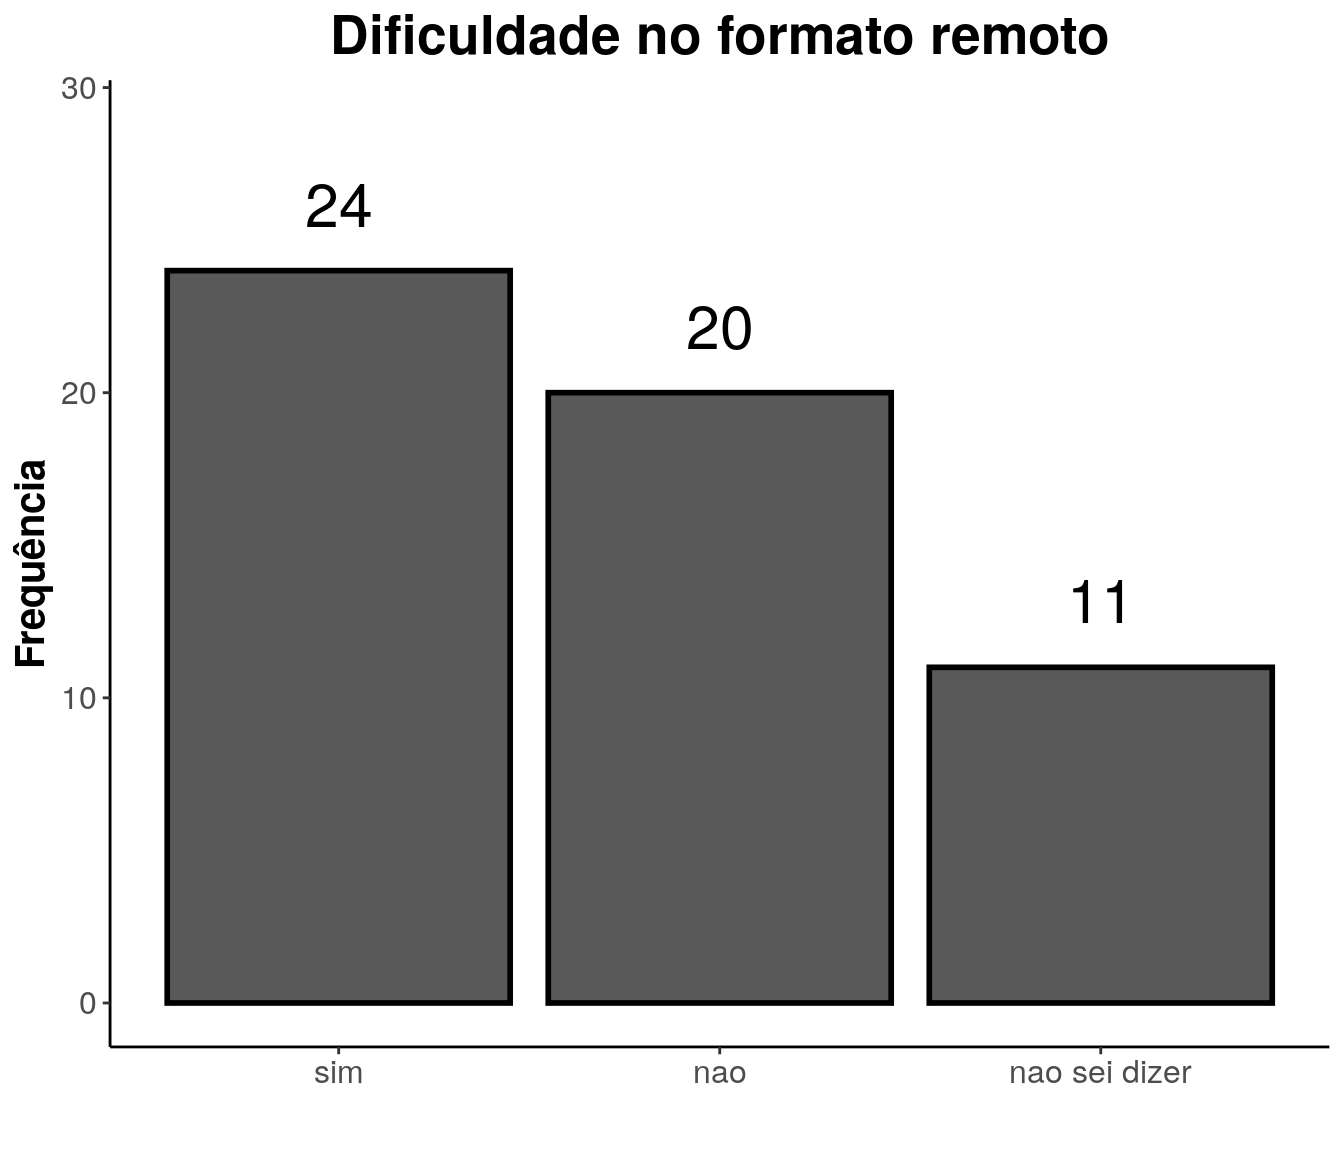 Dificuldade no formato remoto
30
24
20
20
11
10
0
Frequência
sim
nao
nao sei dizer